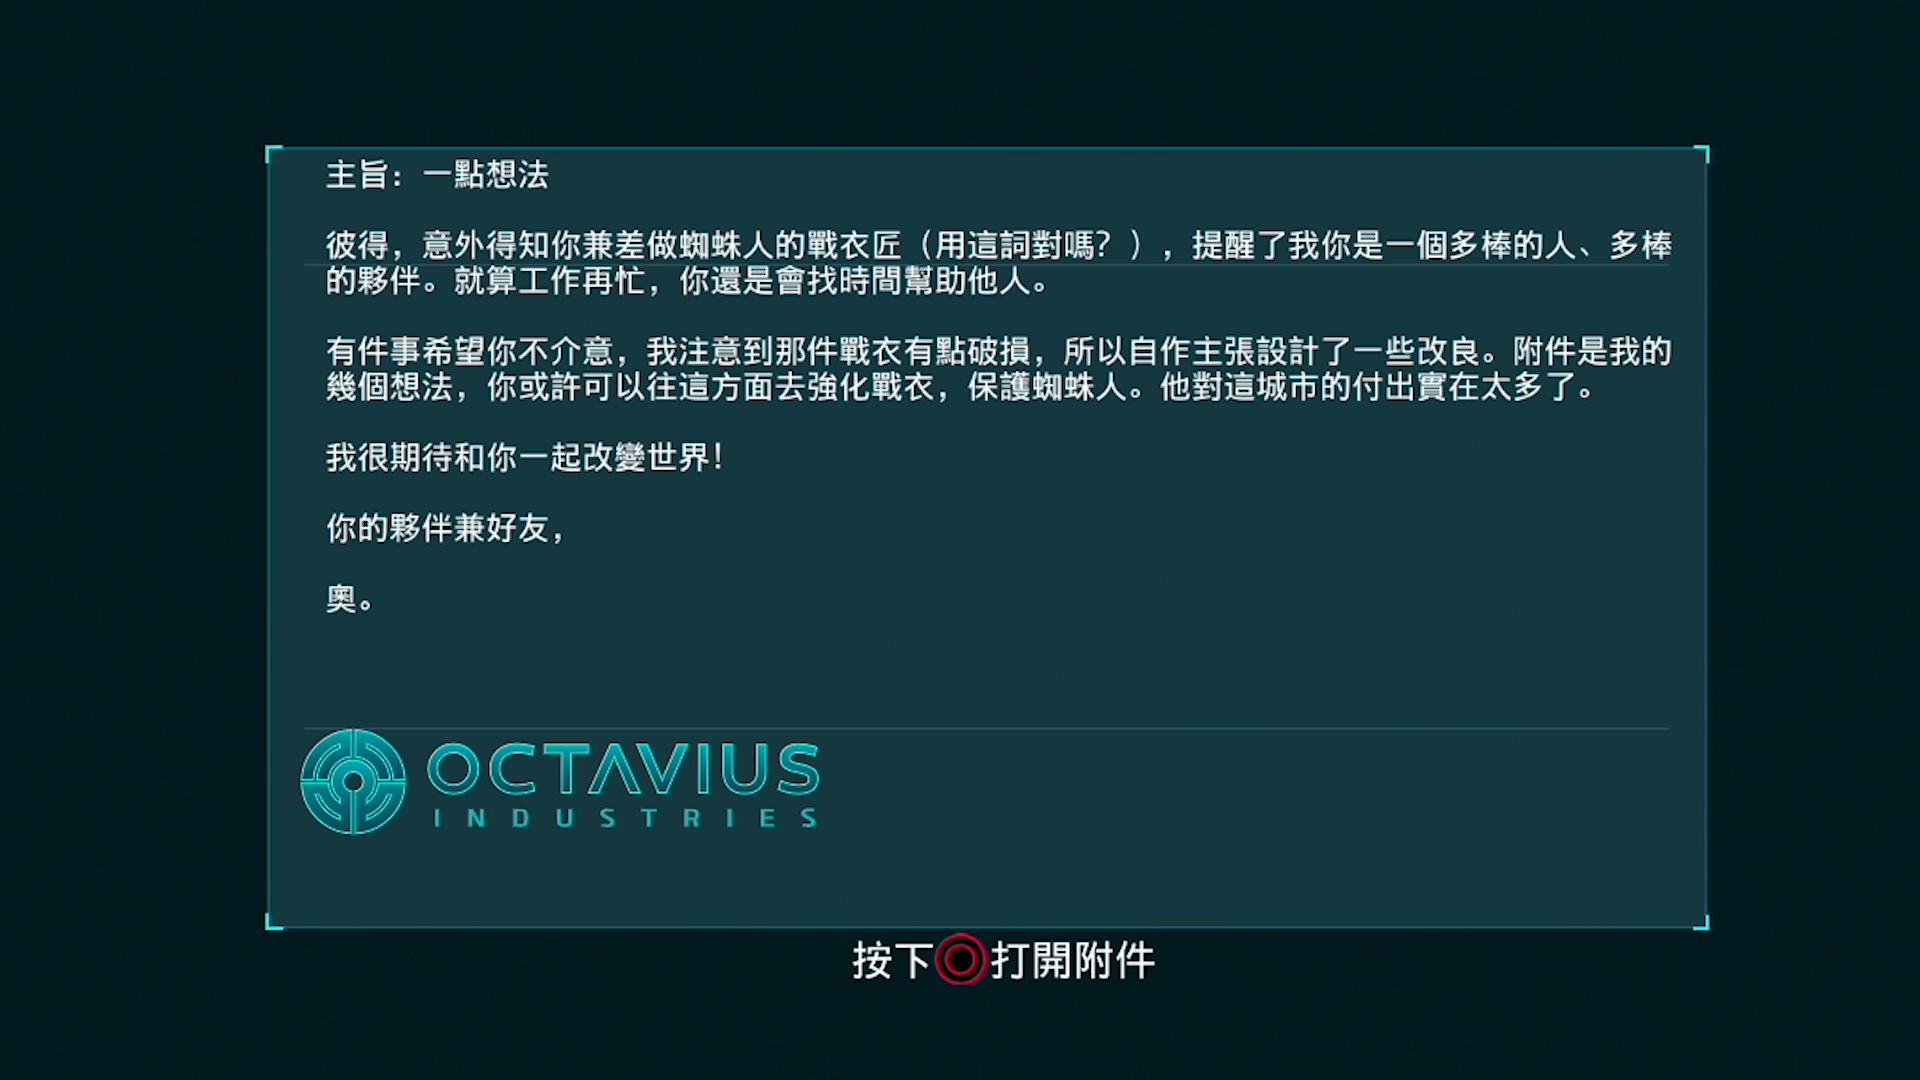 主旨：一點想法
彼得，意外得知你兼差做蜘蛛人的戰衣匠（用這詞對嗎？），提醒了我你是一個多棒的人、多棒
的夥伴。就算工作再忙，你還是會找時間幫助他人。
有件事希望你不介意，我注意到那件戰衣有點破損，所以自作主張設計了一些改良。附件是我的
幾個想法，你或許可以往這方面去強化戰衣，保護蜘蛛人。他對這城市的付出實在太多了。
我很期待和你一起改變世界！
你的夥伴兼好友，
奧。
OCTAVIUS
INDUSTRIES
按下○打開附件